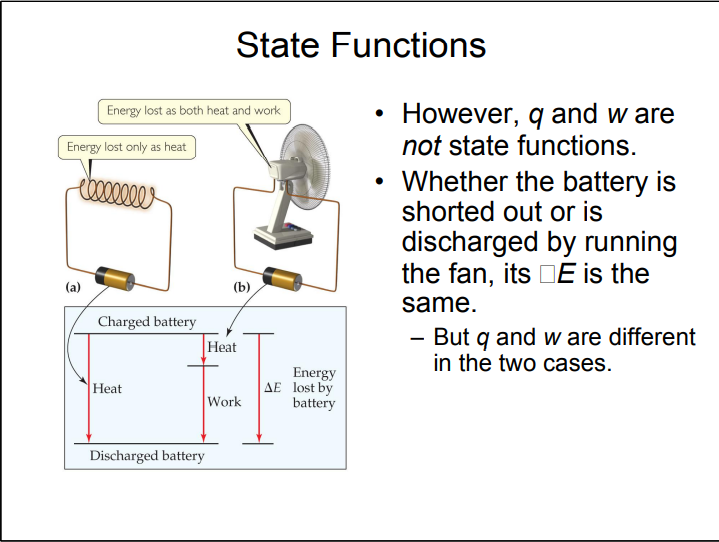 State Functions
Energy lost as both heat and work
Energy lost only as heat
(a)
(b)
Charged battery
Heat
Heat
Work
ΔE
Energy
lost by
battery
Discharged battery
• However, q and w are
not state functions.
• Whether the battery is
shorted out or is
discharged by running
the fan, its □E is the
same.
– But q and w are different
in the two cases.